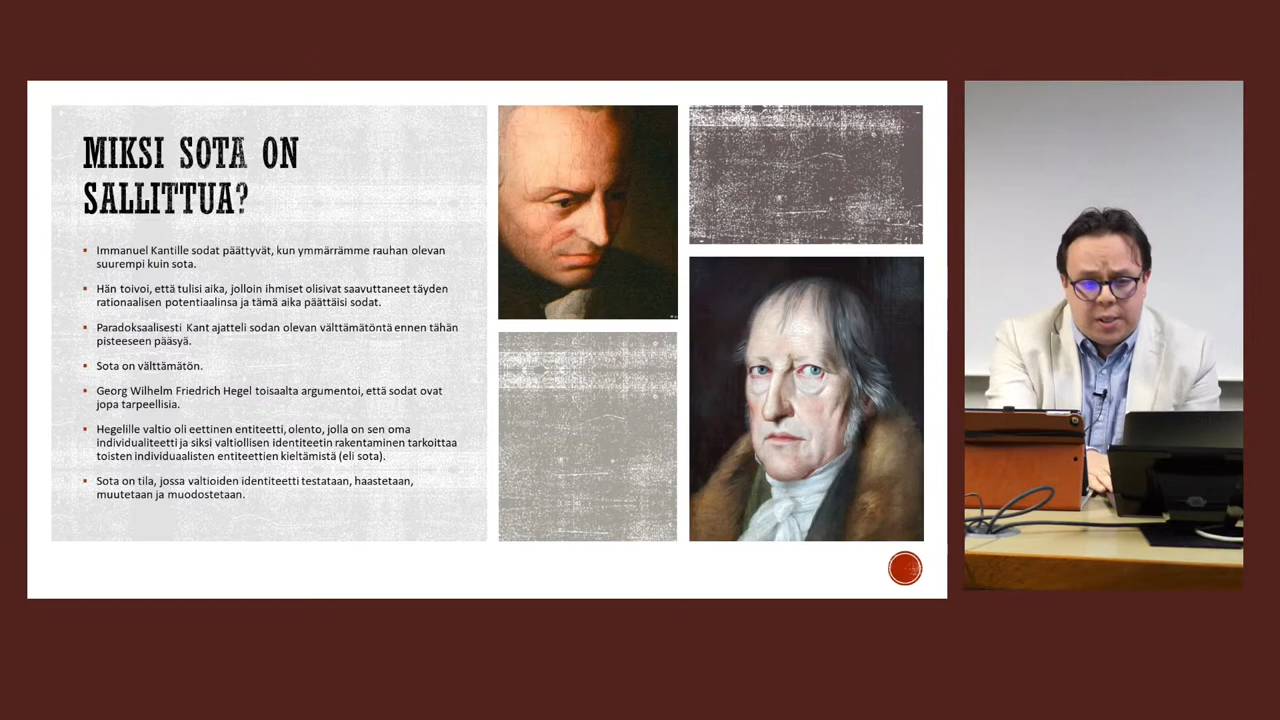 MIKSI SOTA ON
SALLITTUA?
▪ Immanuel Kantille sodat päättyvät, kun ymmärrämme rauhan olevan
suurempi kuin sota.
▪ Hän toivoi, että tulisi aika, jolloin ihmiset olisivat saavuttaneet täyden
rationaalisen potentiaalinsa ja tämä aika päättäisi sodat.
▪ Paradoksaalisesti Kant ajatteli sodan olevan välttämätöntä ennen tähän
pisteeseen pääsyä.
▪ Sota on välttämätön.
▪ Georg Wilhelm Friedrich Hegel toisaalta argumentoi, että sodat ovat
jopa tarpeellisia.
▪ Hegelille valtio oli eettinen entiteetti, olento, jolla on sen oma
individualiteetti ja siksi valtiollisen identiteetin rakentaminen tarkoittaa
toisten individuaalisten entiteettien kieltämistä (eli sota).
▪ Sota on tila, jossa valtioiden identiteetti testataan, haastetaan,
muutetaan ja muodostetaan.